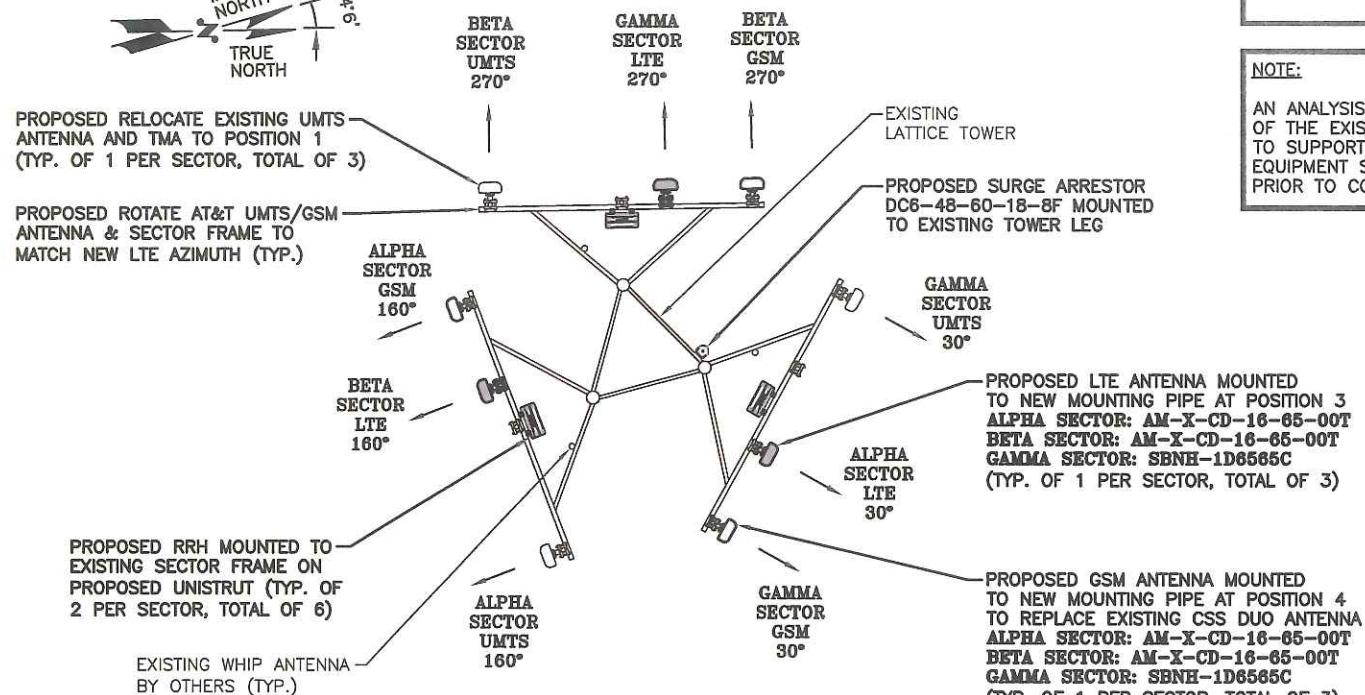 NORTH
4°6'
TRUE
NORTH
BETA
SECTOR
UMTS
270°
GAMMA
SECTOR
LTE
270°
BETA
SECTOR
GSM
270°
NOTE:
AN ANALYSIS
OF THE EXIS
TO SUPPORT
EQUIPMENT S
PRIOR TO CO
PROPOSED RELOCATE EXISTING UMTS
ANTENNA AND TMA TO POSITION 1
(TYP. OF 1 PER SECTOR, TOTAL OF 3)
PROPOSED ROTATE AT&T UMTS/GSM
ANTENNA & SECTOR FRAME TO
MATCH NEW LTE AZIMUTH (TYP.)
EXISTING
LATTICE TOWER
PROPOSED SURGE ARRESTOR
DC6-48-60-18-8F MOUNTED
TO EXISTING TOWER LEG
ALPHA
SECTOR
GSM
160°
GAMMA
SECTOR
UMTS
30°
BETA
SECTOR
LTE
160°
PROPOSED LTE ANTENNA MOUNTED
TO NEW MOUNTING PIPE AT POSITION 3
ALPHA SECTOR: AM-X-CD-16-65-00T
BETA SECTOR: AM-X-CD-16-65-00T
GAMMA SECTOR: SBNH-1D6565C
(TYP. OF 1 PER SECTOR, TOTAL OF 3)
ALPHA
SECTOR
LTE
30°
PROPOSED RRH MOUNTED TO
EXISTING SECTOR FRAME ON
PROPOSED UNISTRUT (TYP. OF
2 PER SECTOR, TOTAL OF 6)
ALPHA
SECTOR
UMTS
160°
GAMMA
SECTOR
GSM
30°
EXISTING WHIP ANTENNA
BY OTHERS (TYP.)
PROPOSED GSM ANTENNA MOUNTED
TO NEW MOUNTING PIPE AT POSITION 4
TO REPLACE EXISTING CSS DUO ANTENNA
ALPHA SECTOR: AM-X-CD-16-65-00T
BETA SECTOR: AM-X-CD-16-65-00T
GAMMA SECTOR: SBNH-1D6565C
(TYP. OF 1 PER SECTOR, TOTAL OF 3)